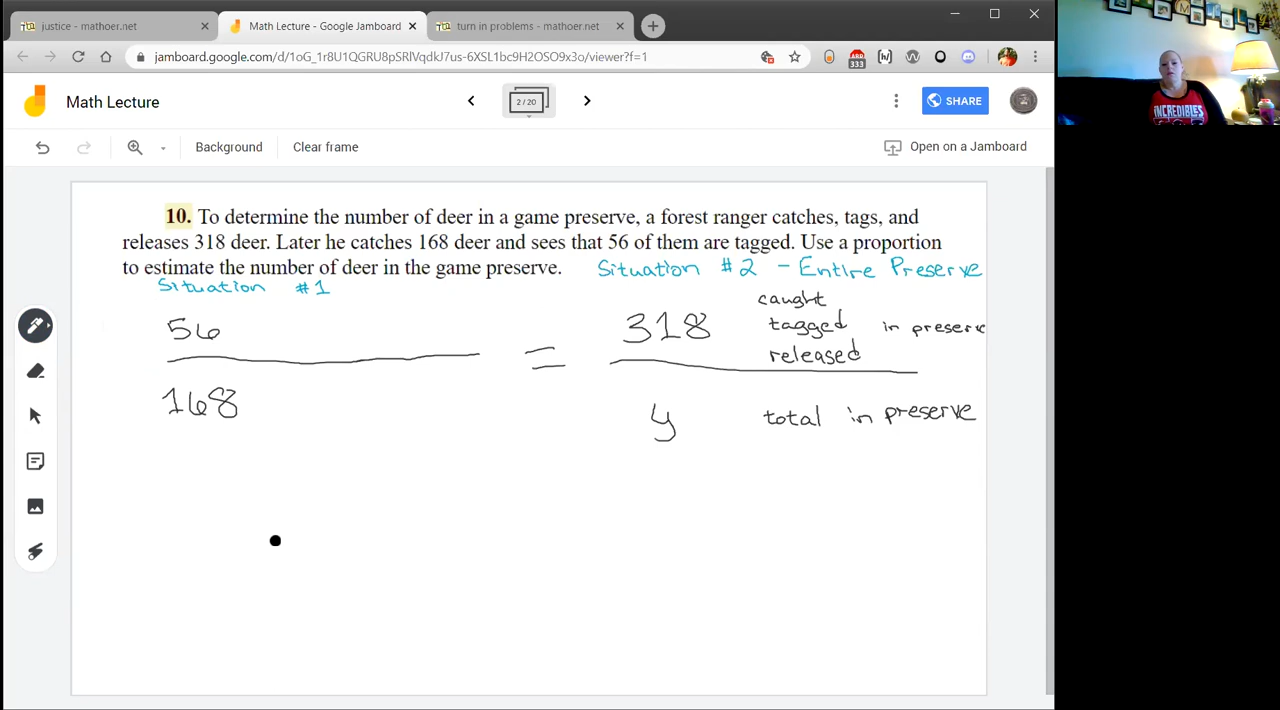 justice - mathoer.net
Math Lecture - Google Jamboard
turn in problems - mathoer.net
jamboard.google.com/d/1oG_1r8U1QGRU8pSRlVqdkJ7us-6XSL1bc9H2OSO9x3o/viewer?f=1
Math Lecture
2 / 20
SHARE
Background
Clear frame
Open on a Jamboard
10. To determine the number of deer in a game preserve, a forest ranger catches, tags, and
releases 318 deer. Later he catches 168 deer and sees that 56 of them are tagged. Use a proportion
to estimate the number of deer in the game preserve.
Situation #2 - Entire Preserve
Situation #1
56
168
=
318
caught
tagged in preserve
released
y
total in preserve
INCREDIBLES